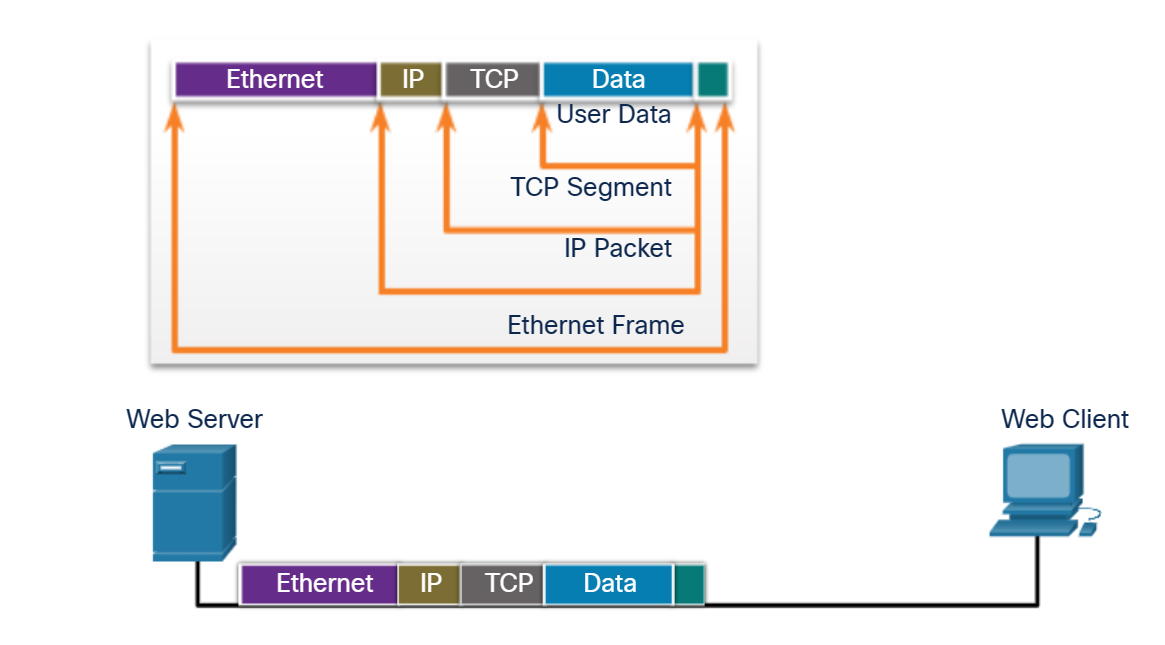 Ethernet IP TCP Data
User Data
TCP Segment
IP Packet
Ethernet Frame
Web Server
Web Client
Ethernet IP TCP Data